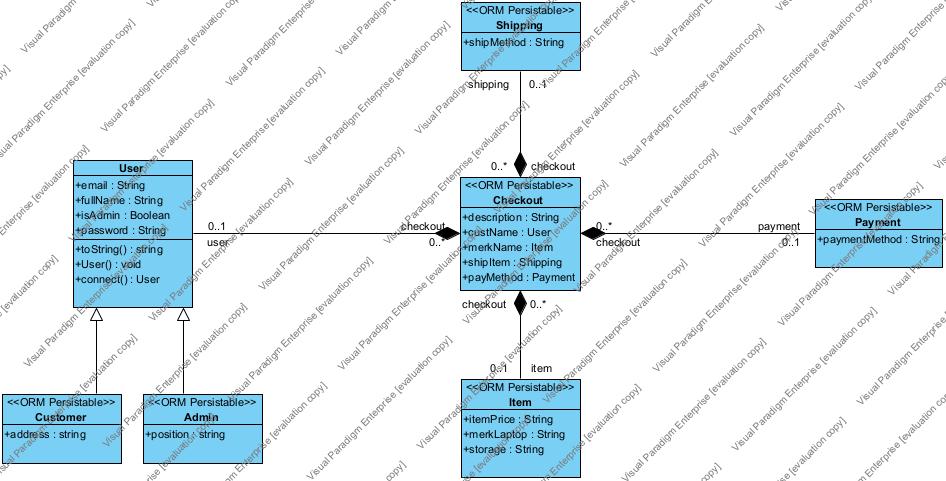 <<ORM Persistable>>
Shipping
+shipMethod : String
shipping 0..1
0..* checkout
User
+email : String
+fullName : String
+isAdmin : Boolean
+password : String
+toString() : string
+User() : void
+connect() : User
0..1
user
checkout
0..*
<<ORM Persistable>>
Checkout
+description : String
+custName : User
+merkName : Item
+shipItem : Shipping
+payMethod : Payment
0..*
checkout
payment
0..1
<<ORM Persistable>>
Payment
+paymentMethod : String
checkout 0..*
0..1 item
<<ORM Persistable>>
Customer
+address : string
<<ORM Persistable>>
Admin
+position : string
<<ORM Persistable>>
Item
+itemPrice : String
+merkLaptop : String
+storage : String
Visual Paradigm Enterprise [evaluation copy]